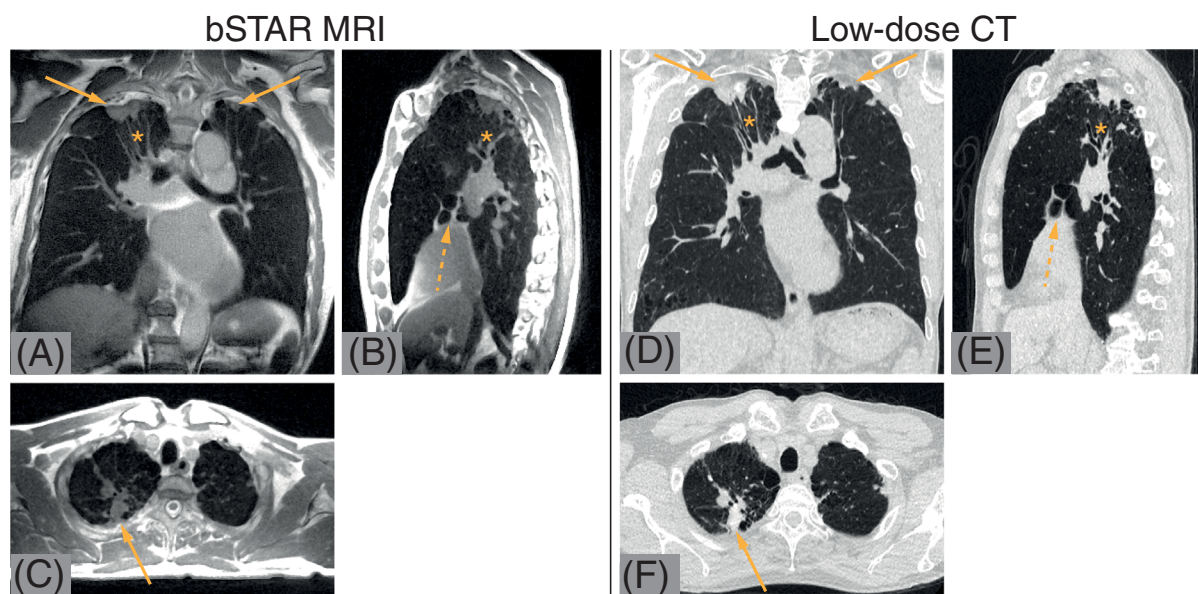 bSTAR MRI
Low-dose CT
*
*
*
*
(A)
(B)
(D)
(E)
(C)
(F)